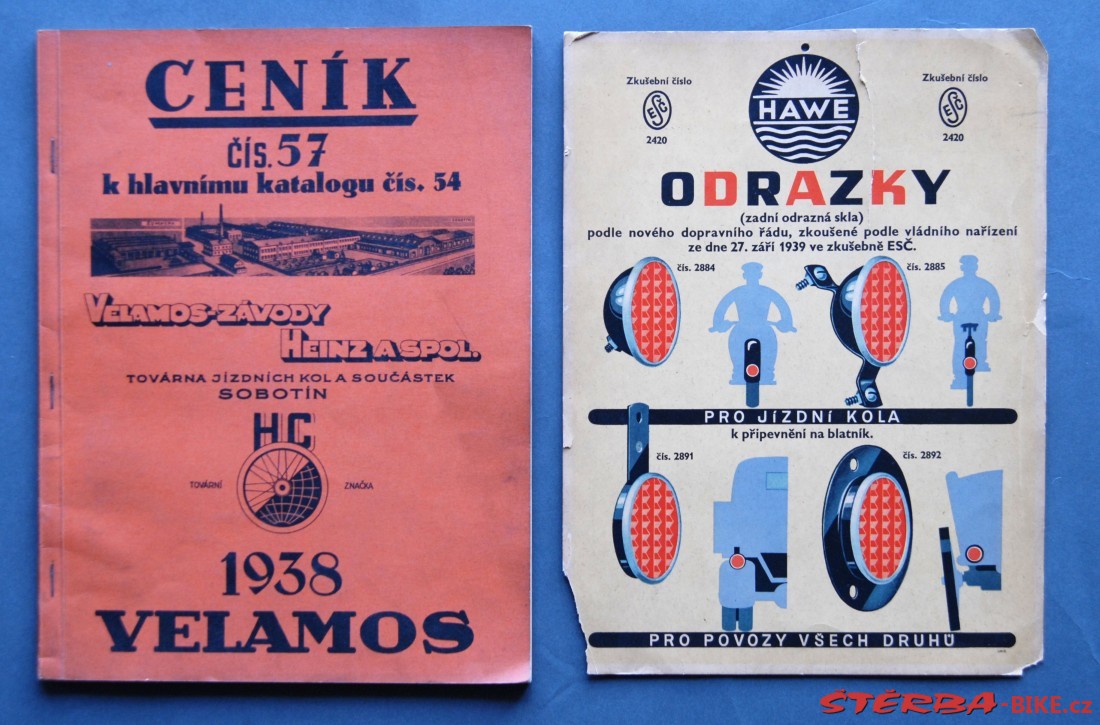 CENÍK
čís. 57
k hlavnímu katalogu čís. 54
VELAMOS-ZÁVODY
HEINZ A SPOL.
TOVÁRNA JÍZDNÍCH KOL A SOUČÁSTEK
SOBOTÍN
HC
TOVÁRNÍ ZNAČKA
1938
VELAMOS
Zkušební číslo
ESČ
2420
HAWE
Zkušební číslo
ESČ
2420
ODRAZKY
(zadní odrazná skla)
podle nového dopravního řádu, zkoušené podle vládního nařízení
ze dne 27. září 1939 ve zkušebně ESČ.
čís. 2884
čís. 2885
PRO JÍZDNÍ KOLA
k připevnění na blatník.
čís. 2891
čís. 2892
PRO POVOZY VŠECH DRUHŮ
ŠTĚRBA-BIKE.cz